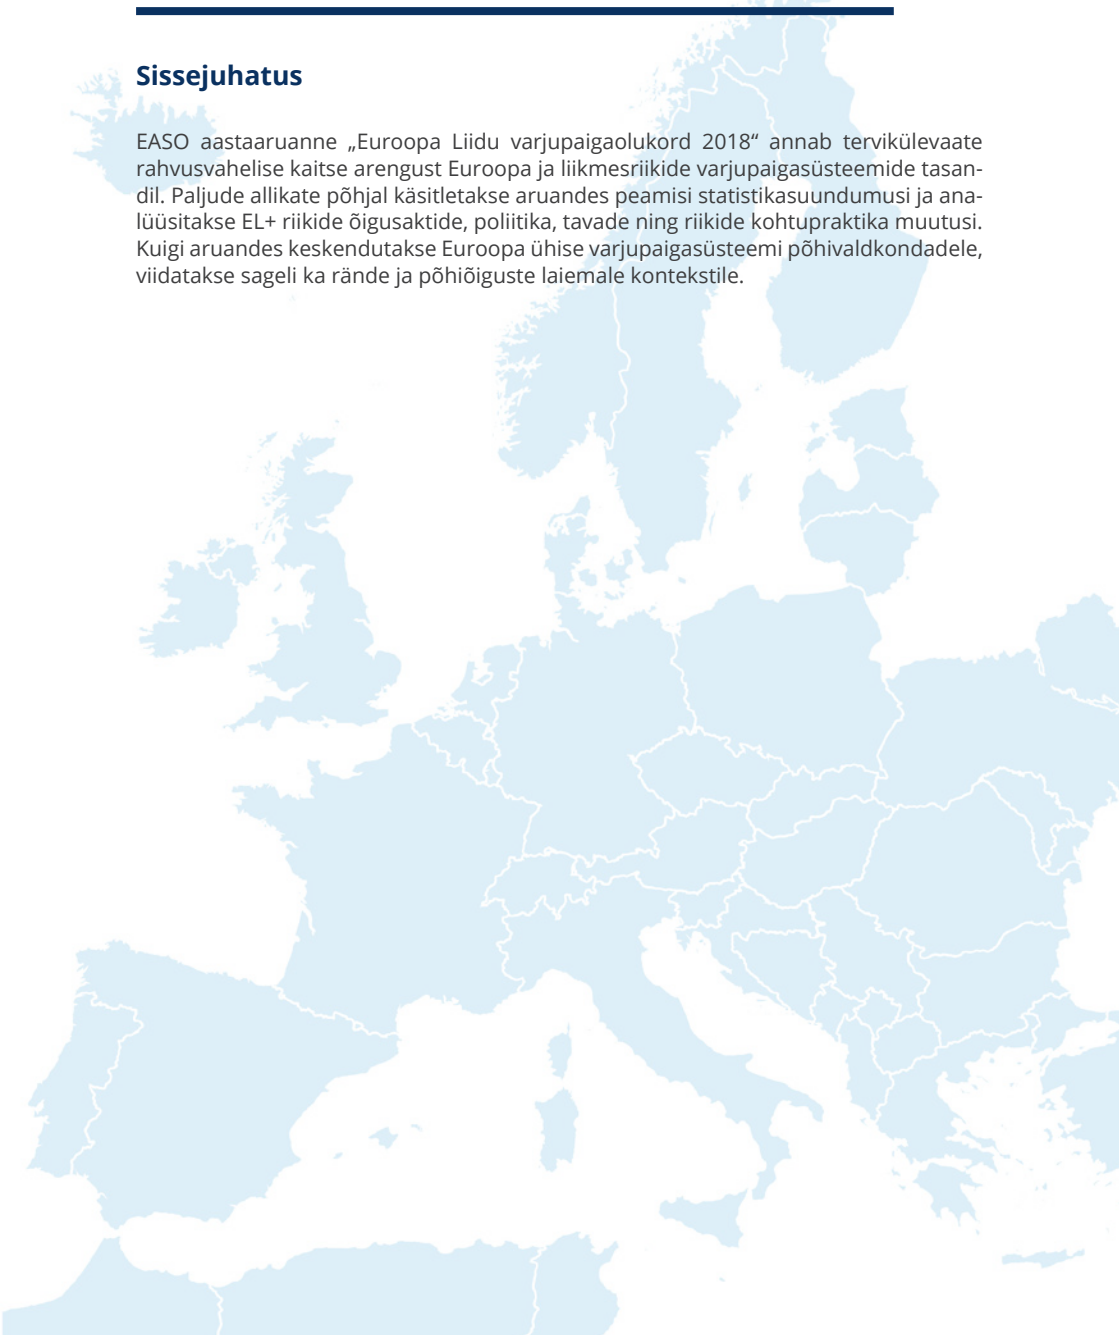 Sissejuhatus
EASO aastaaruanne „Euroopa Liidu varjupaigaolukord 2018“ annab tervikülevaate
rahvusvahelise kaitse arengust Euroopa ja liikmesriikide varjupaigasüsteemide tasan-
dil. Paljude allikate põhjal käsitletakse aruandes peamisi statistikasuundumusi ja ana-
lüüsitakse EL+ riikide õigusaktide, poliitika, tavade ning riikide kohtupraktika muutusi.
Kuigi aruandes keskendutakse Euroopa ühise varjupaigasüsteemi põhivaldkondadele,
viidatakse sageli ka rände ja põhiõiguste laiemale kontekstile.